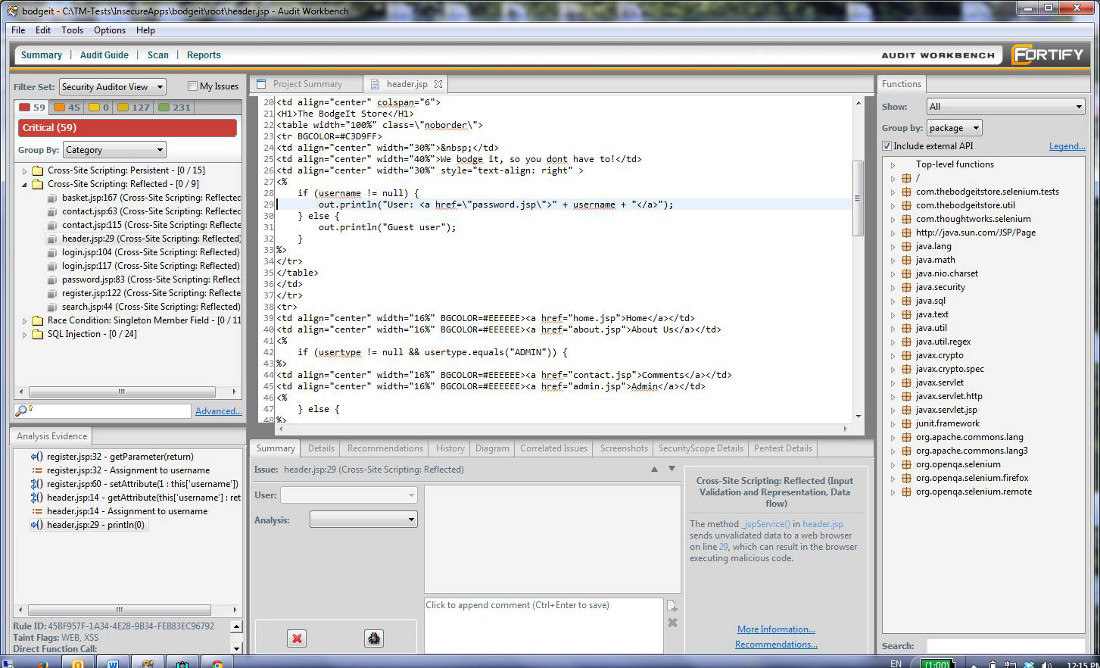 bodgeit - C:\TM-Tests\InsecureApps\bodgeit\root\header.jsp - Audit Workbench
File Edit Tools Options Help
Summary | Audit Guide | Scan | Reports
AUDIT WORKBENCH FORTIFY
Filter Set: Security Auditor View My Issues
59 45 0 127 231
Critical (59)
Group By: Category
Cross-Site Scripting: Persistent - [0 / 15]
Cross-Site Scripting: Reflected - [0 / 9]
basket.jsp:167 (Cross-Site Scripting: Reflected
contact.jsp:63 (Cross-Site Scripting: Reflected
contact.jsp:115 (Cross-Site Scripting: Reflected
header.jsp:29 (Cross-Site Scripting: Reflected)
login.jsp:104 (Cross-Site Scripting: Reflected)
login.jsp:117 (Cross-Site Scripting: Reflected)
password.jsp:83 (Cross-Site Scripting: Reflect
register.jsp:122 (Cross-Site Scripting: Reflect
search.jsp:44 (Cross-Site Scripting: Reflected
Race Condition: Singleton Member Field - [0 / 11
SQL Injection - [0 / 24]
Advanced...
Analysis Evidence
register.jsp:32 - getParameter(return)
register.jsp:32 - Assignment to username
register.jsp:60 - setAttribute(1 : this['username'])
header.jsp:14 - getAttribute(this['username'] : ret
header.jsp:14 - Assignment to username
header.jsp:29 - println(0)
Rule ID: 45BF957F-1A34-4E28-9B34-FEB83EC96792
Taint Flags: WEB, XSS
Direct Function Call:
Project Summary header.jsp
20 <td align="center" colspan="6">
21 <H1>The BodgeIt Store</H1>
22 <table width="100%" class=\"noborder\">
23 <tr BGCOLOR=#C3D9FF>
24 <td align="center" width="30%">&nbsp;</td>
25 <td align="center" width="40%">We bodge it, so you dont have to!</td>
26 <td align="center" width="30%" style="text-align: right" >
27 <%
28 if (username != null) {
29 out.println("User: <a href=\"password.jsp\">" + username + "</a>");
30 } else {
31 out.println("Guest user");
32 }
33 %>
34 </tr>
35 </table>
36 </td>
37 </tr>
38 <tr>
39 <td align="center" width="16%" BGCOLOR=#EEEEEE><a href="home.jsp">Home</a></td>
40 <td align="center" width="16%" BGCOLOR=#EEEEEE><a href="about.jsp">About Us</a></td>
41 <%
42 if (usertype != null && usertype.equals("ADMIN")) {
43 %>
44 <td align="center" width="16%" BGCOLOR=#EEEEEE><a href="contact.jsp">Comments</a></td>
45 <td align="center" width="16%" BGCOLOR=#EEEEEE><a href="admin.jsp">Admin</a></td>
46 <%
47 } else {
48 %>
Summary Details Recommendations History Diagram Correlated Issues Screenshots SecurityScope Details Pentest Details
Issue: header.jsp:29 (Cross-Site Scripting: Reflected)
User:
Analysis:
Click to append comment (Ctrl+Enter to save)
Cross-Site Scripting: Reflected (Input
Validation and Representation, Data
flow)
The method _jspService() in header.jsp
sends unvalidated data to a web browser
on line 29, which can result in the browser
executing malicious code.
More Information...
Recommendations...
Functions
Show: All
Group by: package
Include external API Legend...
Top-level functions
/
com.thebodgeitstore.selenium.tests
com.thebodgeitstore.util
com.thoughtworks.selenium
http://java.sun.com/JSP/Page
java.lang
java.math
java.nio.charset
java.security
java.sql
java.text
java.util
java.util.regex
javax.crypto
javax.crypto.spec
javax.servlet
javax.servlet.http
javax.servlet.jsp
junit.framework
org.apache.commons.lang
org.apache.commons.lang3
org.openqa.selenium
org.openqa.selenium.firefox
org.openqa.selenium.remote
Search:
EN (1:00) 12:15 PM